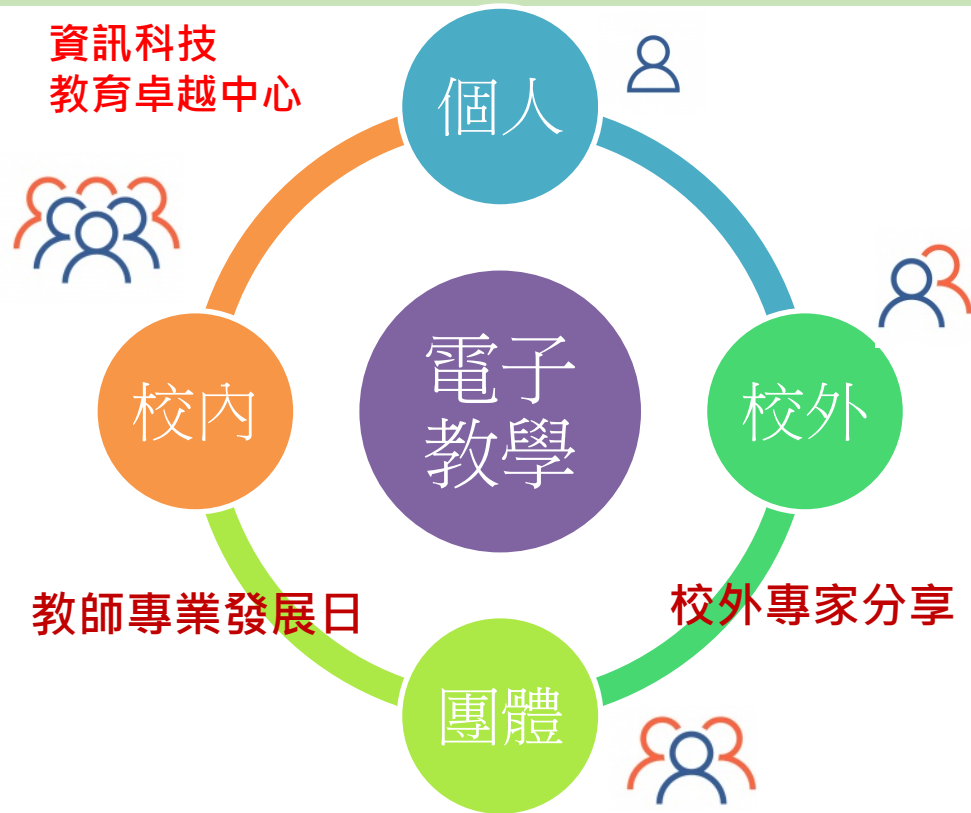 資訊科技
教育卓越中心
個人
校內
電子
教學
校外
教師專業發展日
校外專家分享
團體